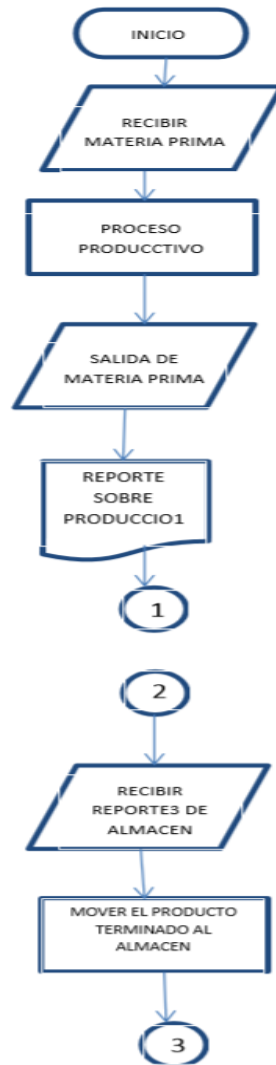 INICIO
RECIBIR
MATERIA PRIMA
PROCESO
PRODUCCTIVO
SALIDA DE
MATERIA PRIMA
REPORTE
SOBRE
PRODUCCIO1
1
2
RECIBIR
REPORTE3 DE
ALMACEN
MOVER EL PRODUCTO
TERMINADO AL
ALMACEN
3